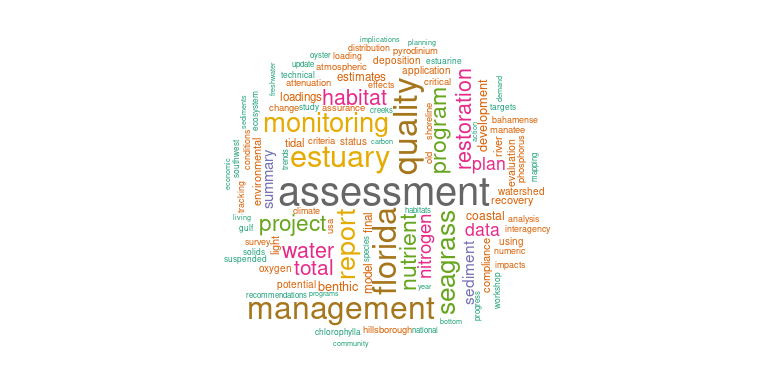 implications
planning
oyster
distribution
pyrodinium
loading
update
deposition
estuarine
atmospheric
technical
application
estimates
attenuation
effects
critical
freshwater
loadings
habitat
quality
program
restoration
demand
ecosystem
change
study
assurance
creeks
shoreline
development
targets
sediments
monitoring
action
bahamense
manatee
tidal
criteria
status
carbon
old
river
phosphorus
conditions
environmental
southwest
summary
trends
estuary
plan
evaluation
mapping
economic
assessment
watershed
tracking
recovery
living
climate
habitats
coastal
analysis
gulf
project
usa
report
final
florida
nutrient
nitrogen
seagrass
data
interagency
survey
light
water
species
using
solids
numeric
suspended
oxygen
total
model
sediment
compliance
impacts
potential
benthic
year
workshop
recommendations
programs
progress
management
bottom
chlorophylla
hillsborough
national
community